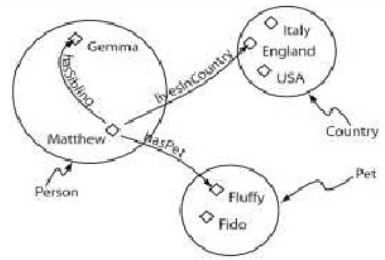 Gemma
Italy
England
USA
hasSibling
livesInCountry
Matthew
hasPet
Country
Person
Pet
Fluffy
Fido